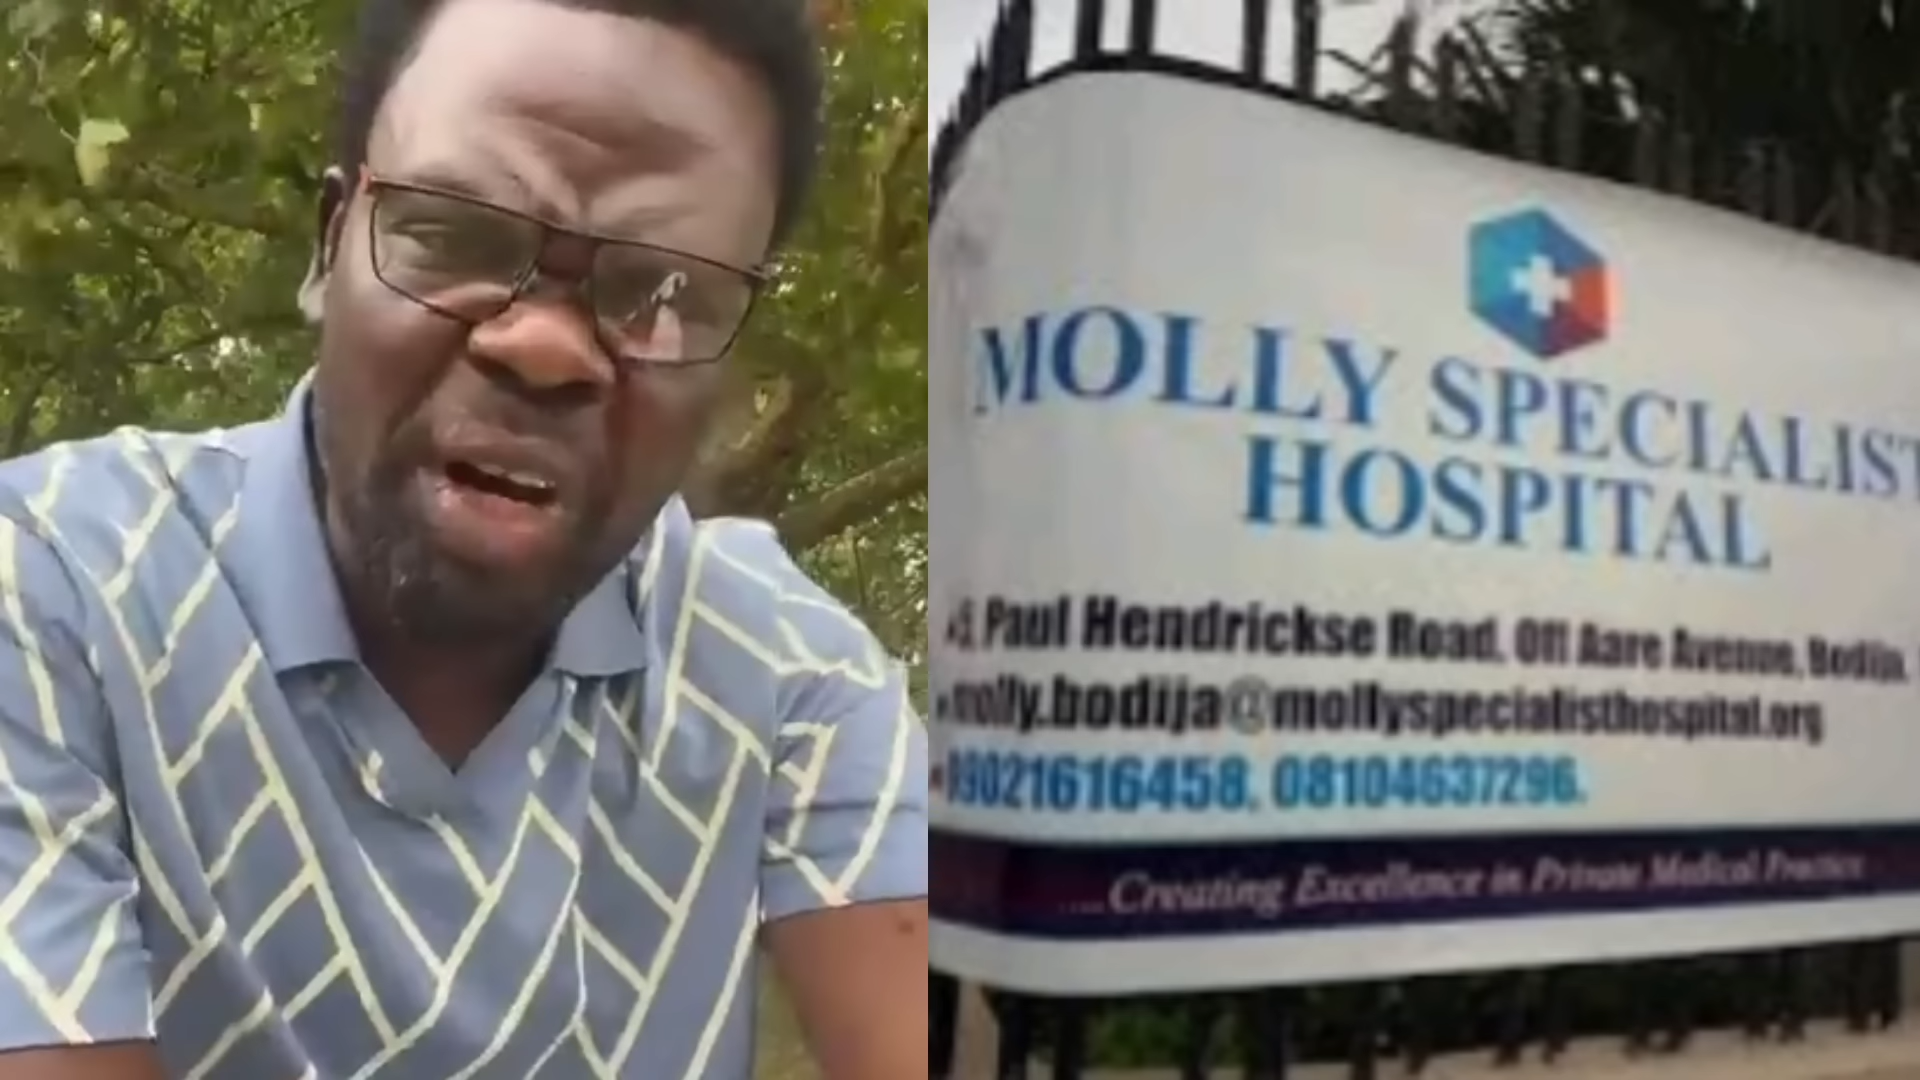 MOLLY SPECIALIST
HOSPITAL
Paul Hendrickse Road, Off Aare Avenue, Bodija,
molly.bodija@mollyspecialisthospital.org
09021616458, 08104637296.
....Creating Excellence in Private Medical Practice